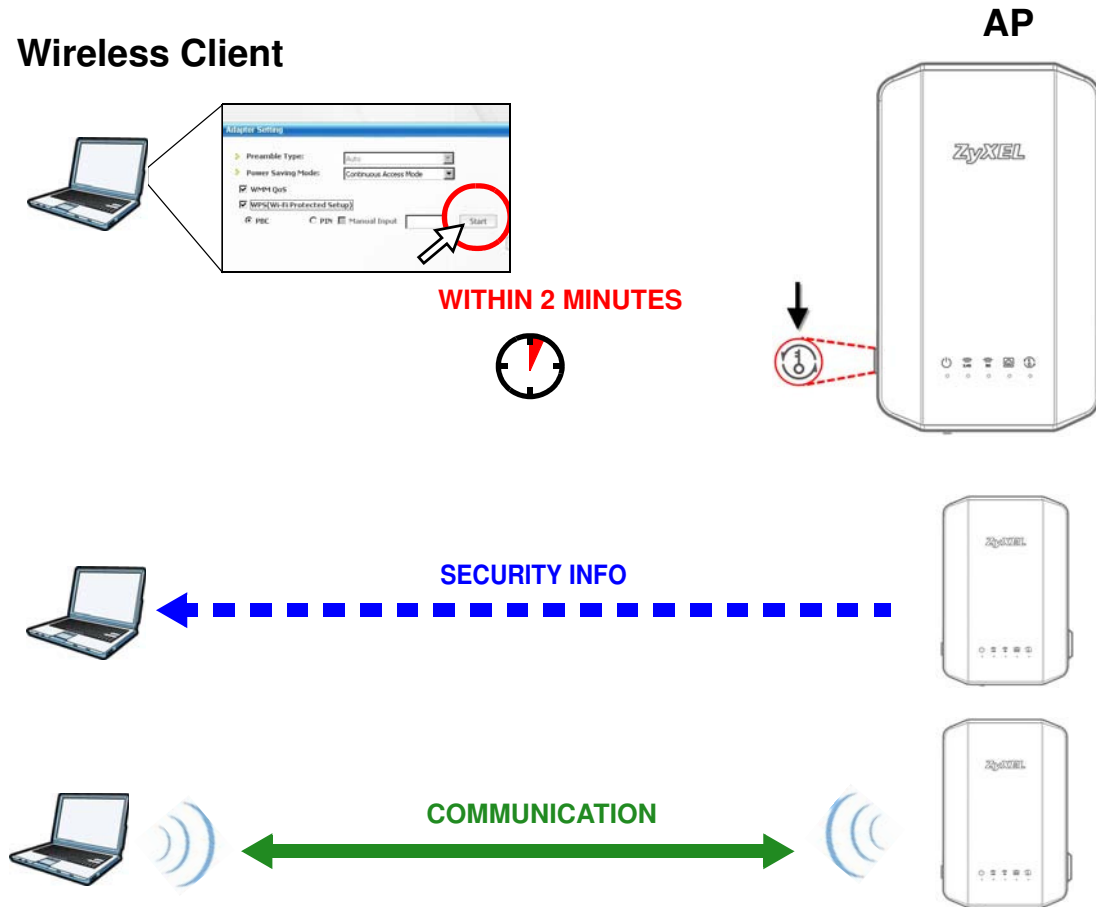 AP
Wireless Client
Adapter Setting
Preamble Type: Auto
Power Saving Mode: Continuous Access Mode
WMM QoS
WPS(Wi-Fi Protected Setup)
PBC PIN Manual Input Start
ZyXEL
WITHIN 2 MINUTES
SECURITY INFO
ZyXEL
COMMUNICATION
ZyXEL